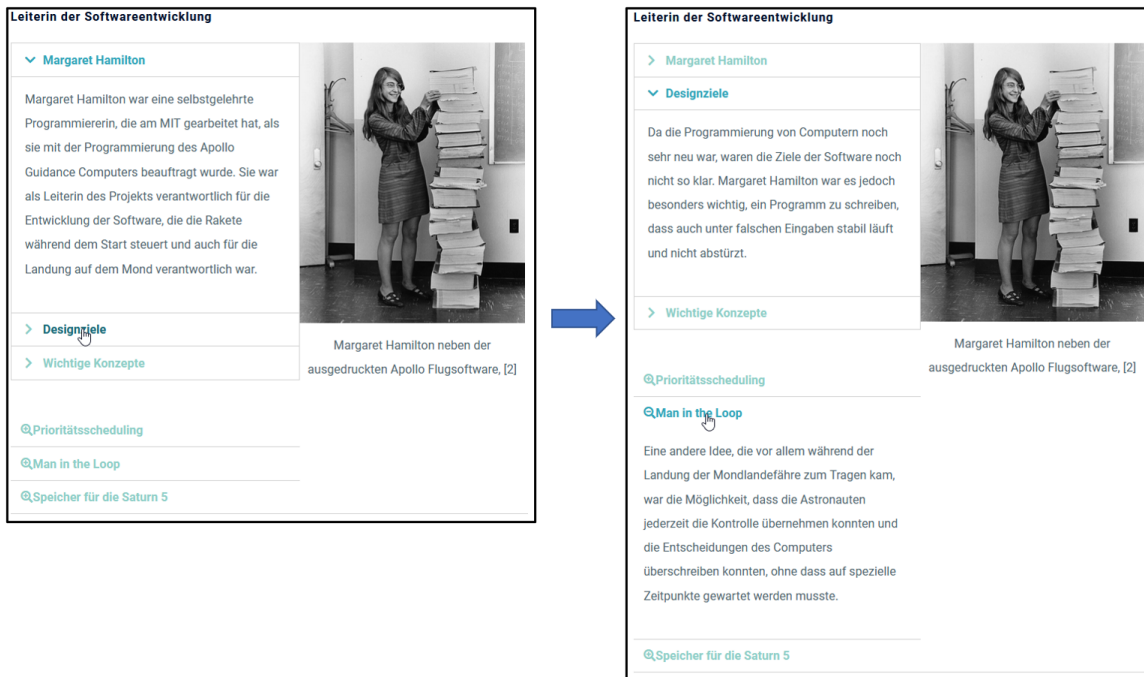 Leiterin der Softwareentwicklung
Margaret Hamilton
Margaret Hamilton war eine selbstgelehrte
Programmiererin, die am MIT gearbeitet hat, als
sie mit der Programmierung des Apollo
Guidance Computers beauftragt wurde. Sie war
als Leiterin des Projekts verantwortlich für die
Entwicklung der Software, die die Rakete
während dem Start steuert und auch für die
Landung auf dem Mond verantwortlich war.
Designziele
Wichtige Konzepte
Margaret Hamilton neben der
ausgedruckten Apollo Flugsoftware, [2]
Prioritätsscheduling
Man in the Loop
Speicher für die Saturn 5
Leiterin der Softwareentwicklung
Margaret Hamilton
Designziele
Da die Programmierung von Computern noch
sehr neu war, waren die Ziele der Software noch
nicht so klar. Margaret Hamilton war es jedoch
besonders wichtig, ein Programm zu schreiben,
dass auch unter falschen Eingaben stabil läuft
und nicht abstürzt.
Wichtige Konzepte
Margaret Hamilton neben der
ausgedruckten Apollo Flugsoftware, [2]
Prioritätsscheduling
Man in the Loop
Eine andere Idee, die vor allem während der
Landung der Mondlandefähre zum Tragen kam,
war die Möglichkeit, dass die Astronauten
jederzeit die Kontrolle übernehmen konnten und
die Entscheidungen des Computers
überschreiben konnten, ohne dass auf spezielle
Zeitpunkte gewartet werden musste.
Speicher für die Saturn 5